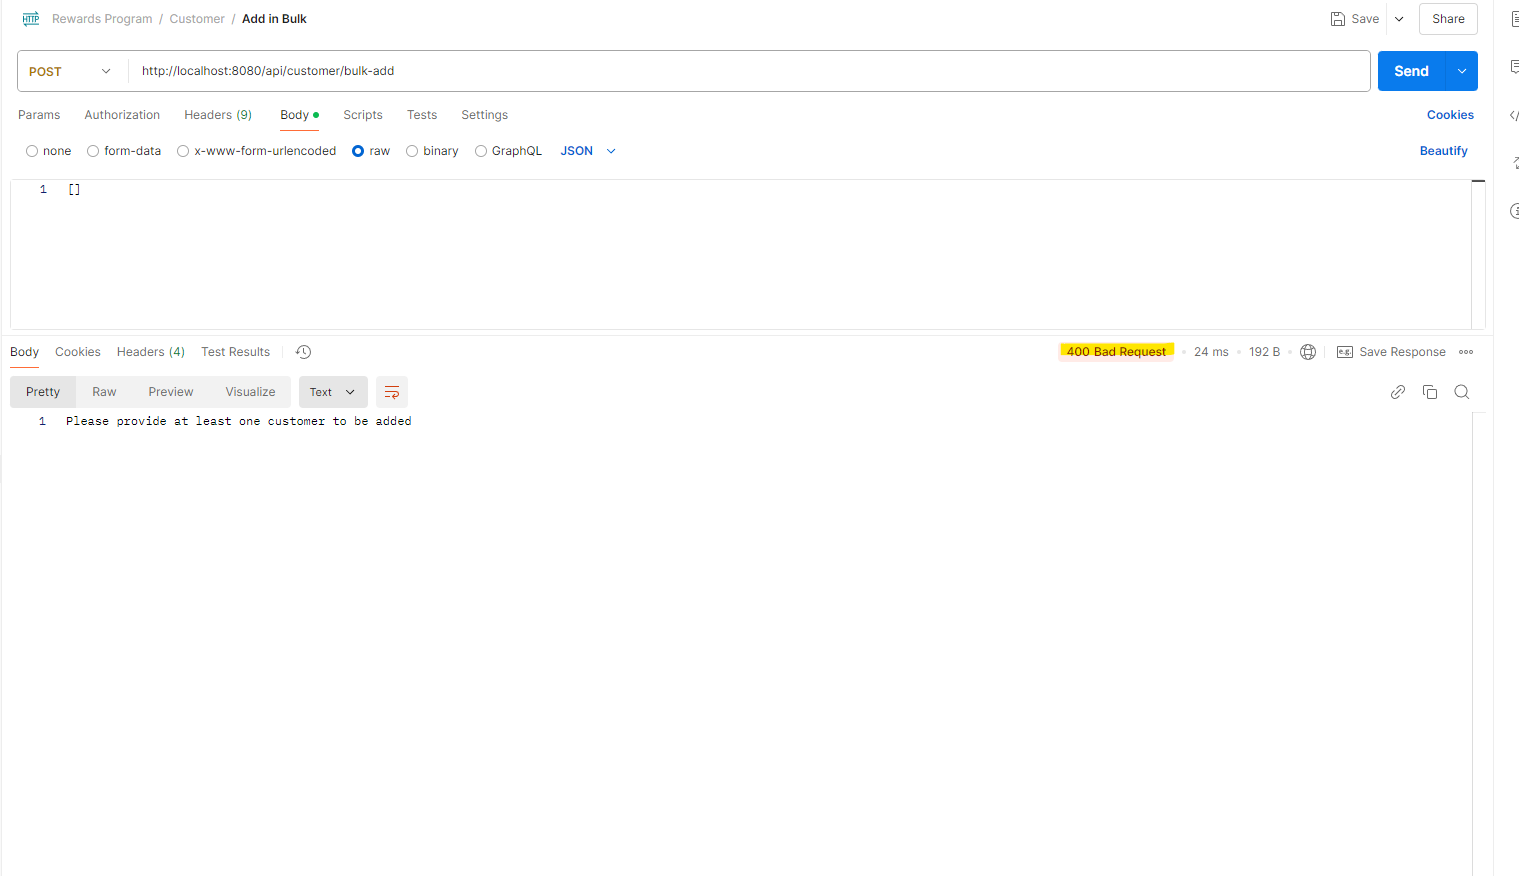 HTTP Rewards Program / Customer / Add in Bulk Save Share
POST http://localhost:8080/api/customer/bulk-add Send
Params Authorization Headers (9) Body Scripts Tests Settings Cookies
none form-data x-www-form-urlencoded raw binary GraphQL JSON Beautify
1 []
Body Cookies Headers (4) Test Results 400 Bad Request • 24 ms • 192 B • e.g. Save Response
Pretty Raw Preview Visualize Text
1 Please provide at least one customer to be added